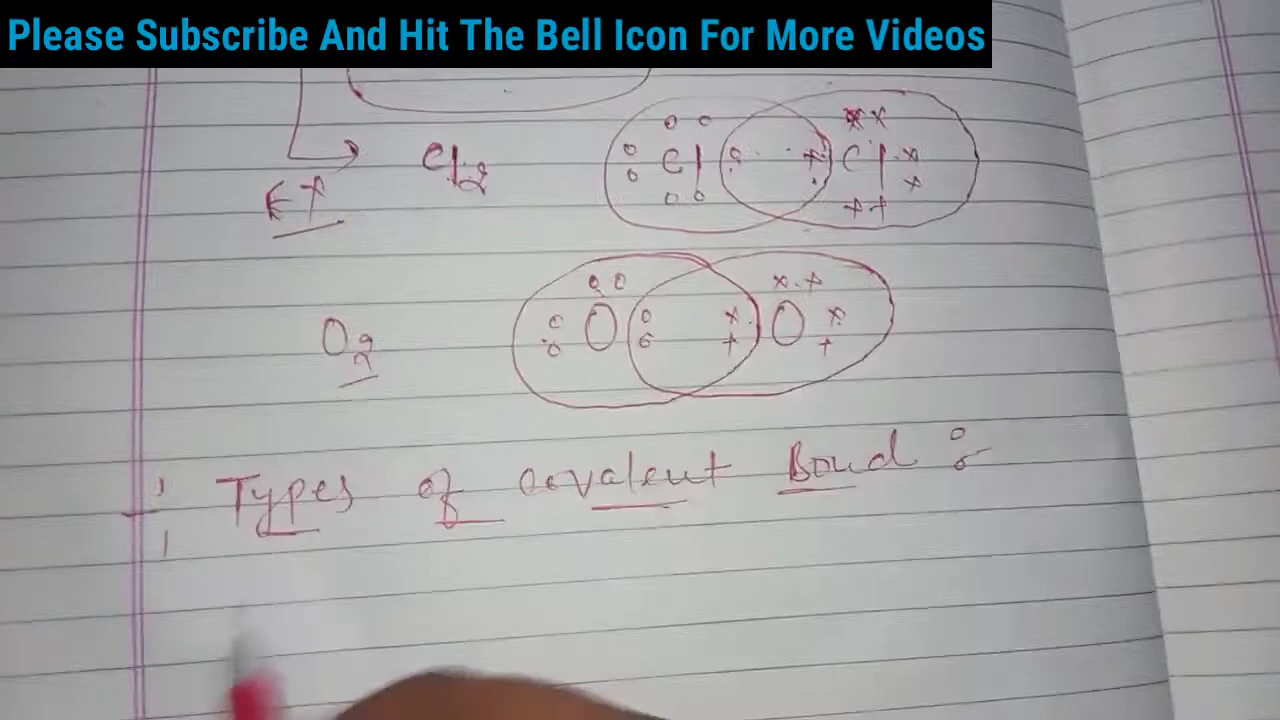 Please Subscribe And Hit The Bell Icon For More Videos
Ex
Cl2 Cl Cl
O2 O O
Types of covalent Bond :